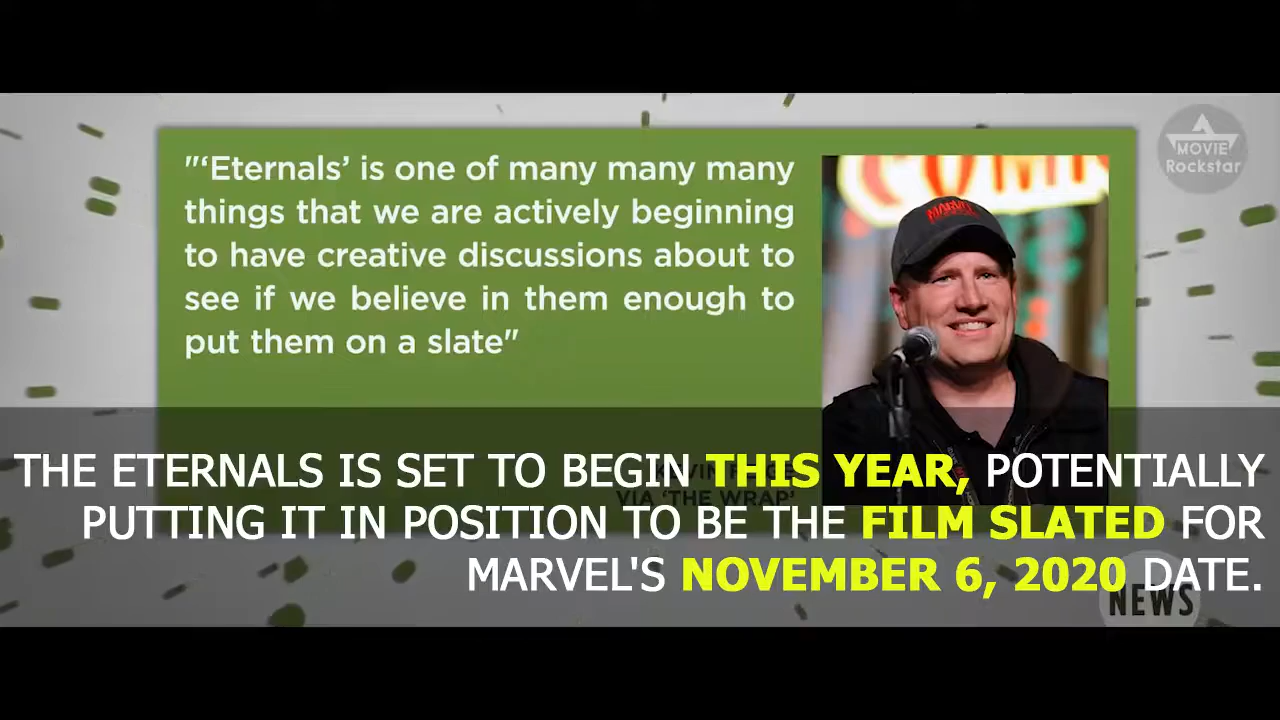 "‘Eternals’ is one of many many many
things that we are actively beginning
to have creative discussions about to
see if we believe in them enough to
put them on a slate"
COMI
MARVEL
MOVIE
Rockstar
VIA ‘THE WRAP’
THE ETERNALS IS SET TO BEGIN THIS YEAR, POTENTIALLY
PUTTING IT IN POSITION TO BE THE FILM SLATED FOR
MARVEL'S NOVEMBER 6, 2020 DATE.
NEWS